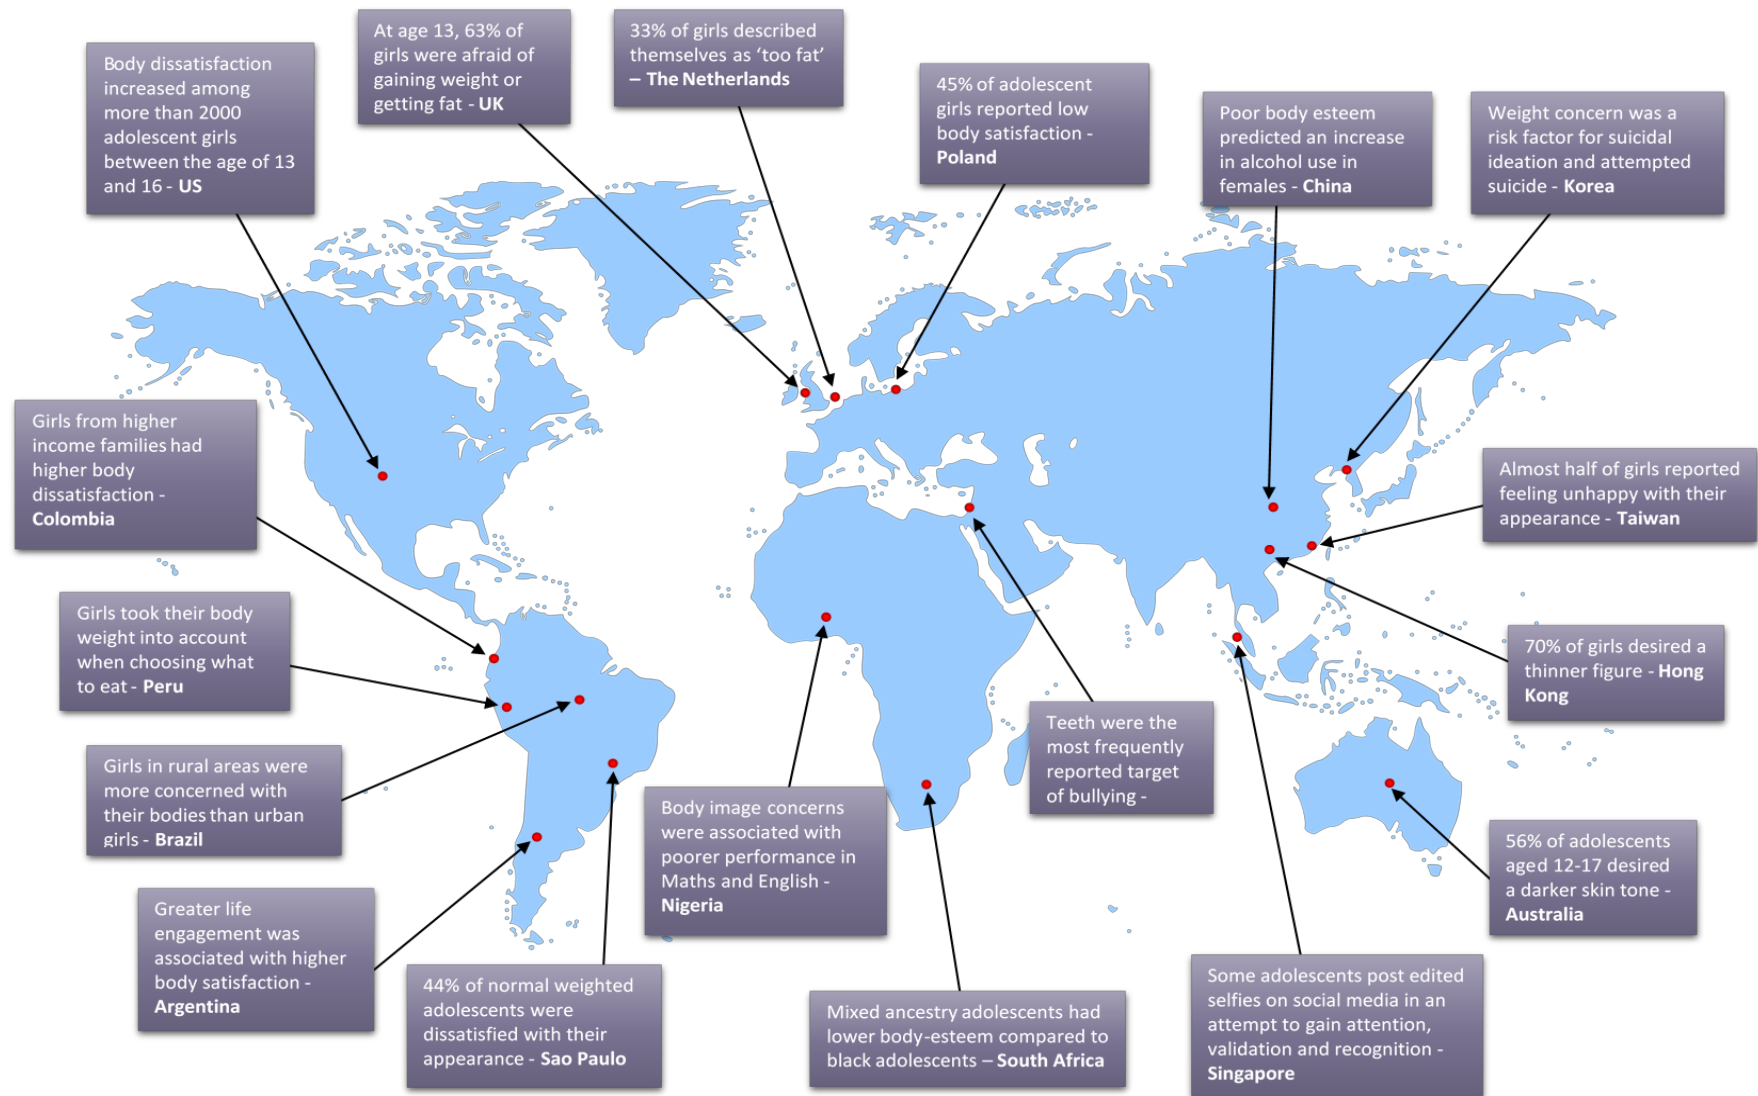 Body dissatisfaction
increased among
more than 2000
adolescent girls
between the age of 13
and 16 - US
At age 13, 63% of
girls were afraid of
gaining weight or
getting fat - UK
33% of girls described
themselves as ‘too fat’
– The Netherlands
45% of adolescent
girls reported low
body satisfaction -
Poland
Poor body esteem
predicted an increase
in alcohol use in
females - China
Weight concern was a
risk factor for suicidal
ideation and attempted
suicide - Korea
Girls from higher
income families had
higher body
dissatisfaction -
Colombia
Almost half of girls reported
feeling unhappy with their
appearance - Taiwan
Girls took their body
weight into account
when choosing what
to eat - Peru
70% of girls desired a
thinner figure - Hong
Kong
Teeth were the
most frequently
reported target
of bullying -
Girls in rural areas were
more concerned with
their bodies than urban
girls - Brazil
Body image concerns
were associated with
poorer performance in
Maths and English -
Nigeria
56% of adolescents
aged 12-17 desired
a darker skin tone -
Australia
Greater life
engagement was
associated with higher
body satisfaction -
Argentina
44% of normal weighted
adolescents were
dissatisfied with their
appearance - Sao Paulo
Mixed ancestry adolescents had
lower body-esteem compared to
black adolescents – South Africa
Some adolescents post edited
selfies on social media in an
attempt to gain attention,
validation and recognition -
Singapore